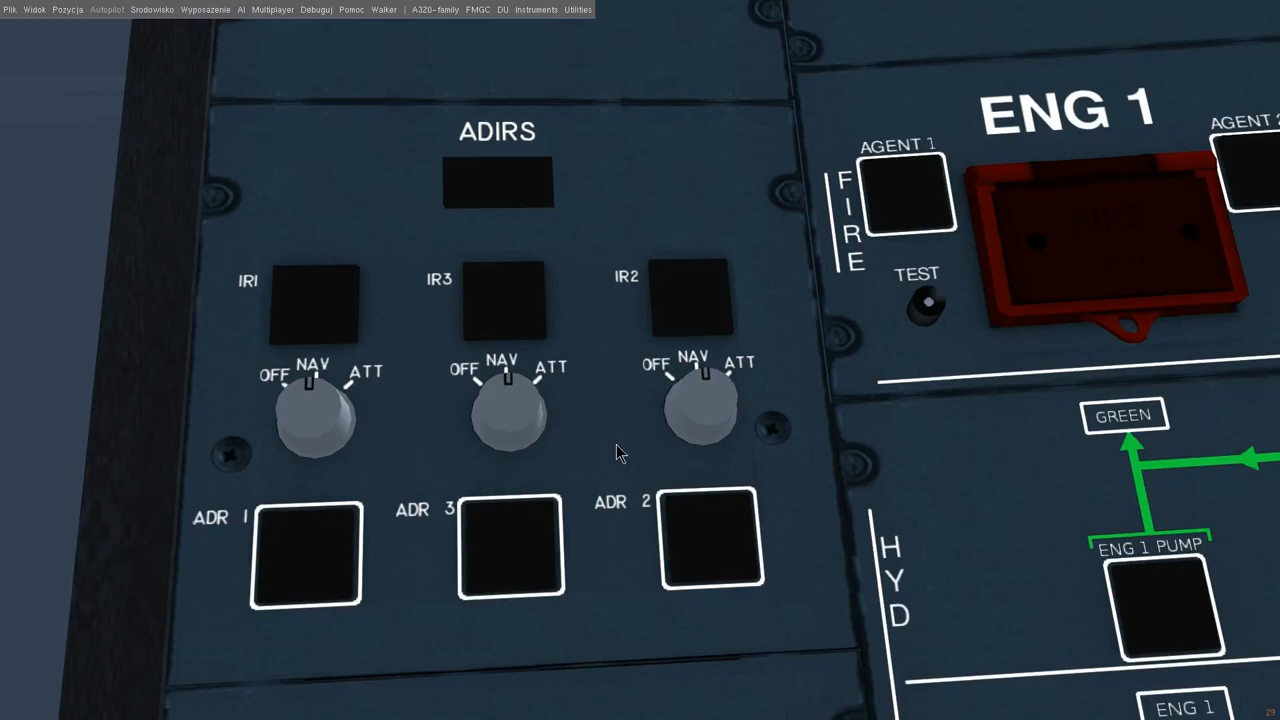 Plik Widok Pozycja Autopilot Środowisko Wyposażenie AI Multiplayer Debuguj Pomoc Walker | A320-family FMGC DU Instruments Utilities
ADIRS
ENG 1
AGENT 1
AGENT 2
FIRE
TEST
IR1
IR3
IR2
OFF NAV ATT
OFF NAV ATT
OFF NAV ATT
GREEN
ADR 1
ADR 3
ADR 2
HYD
ENG 1 PUMP
ENG 1
29